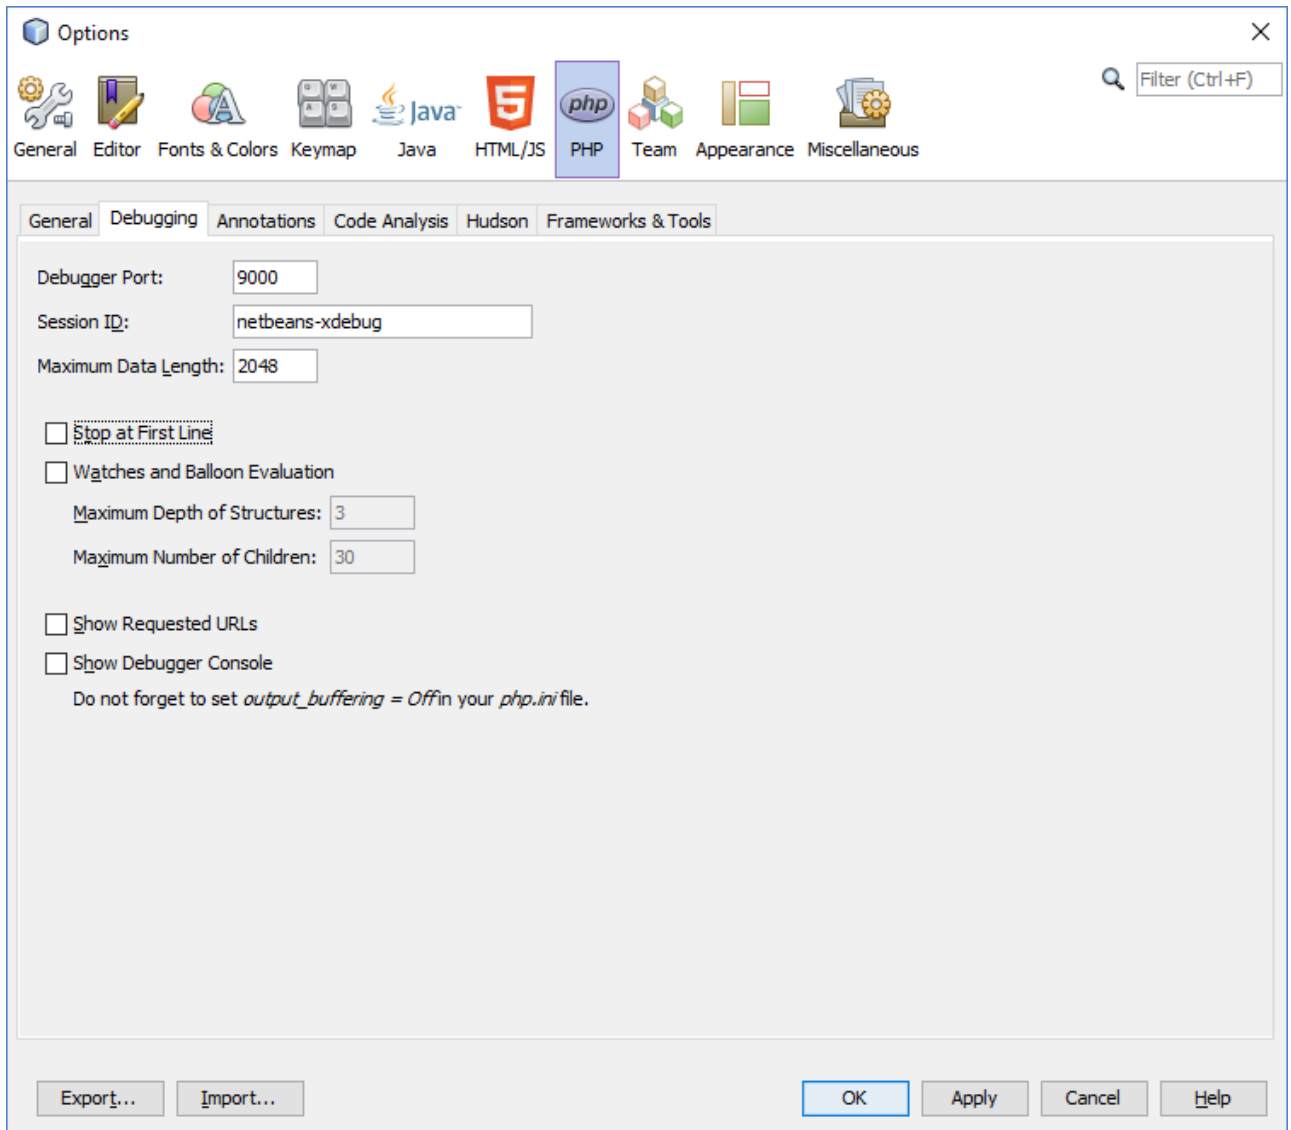 Options
Filter (Ctrl+F)
General Editor Fonts & Colors Keymap Java HTML/JS PHP Team Appearance Miscellaneous
General Debugging Annotations Code Analysis Hudson Frameworks & Tools
Debugger Port: 9000
Session ID: netbeans-xdebug
Maximum Data Length: 2048
Stop at First Line
Watches and Balloon Evaluation
Maximum Depth of Structures: 3
Maximum Number of Children: 30
Show Requested URLs
Show Debugger Console
Do not forget to set output_buffering = Off in your php.ini file.
Export... Import... OK Apply Cancel Help